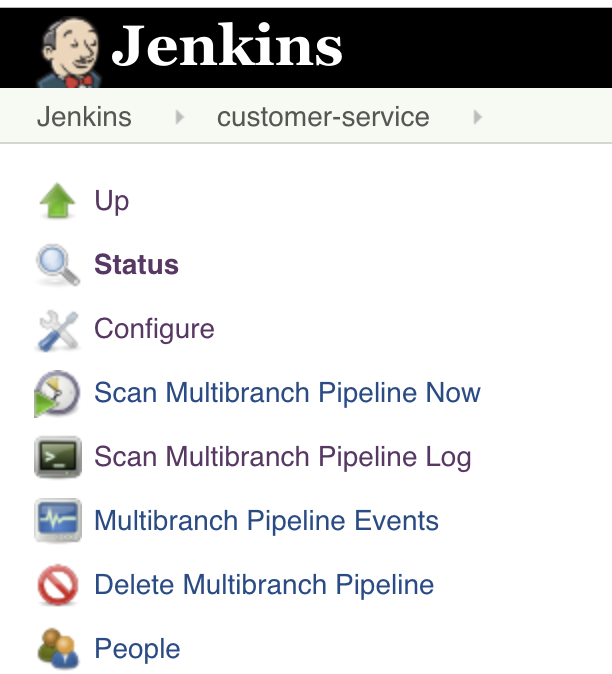 Jenkins
Jenkins customer-service
Up
Status
Configure
Scan Multibranch Pipeline Now
Scan Multibranch Pipeline Log
Multibranch Pipeline Events
Delete Multibranch Pipeline
People